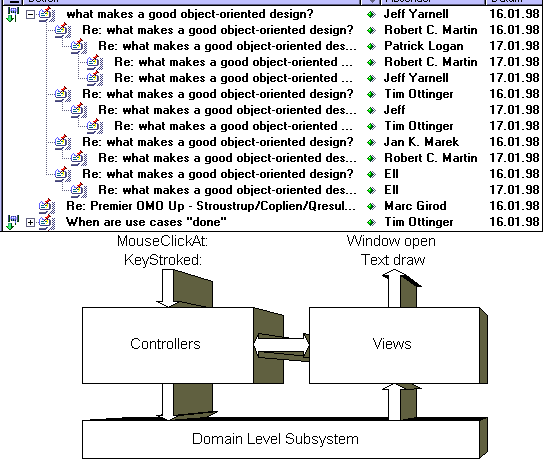 what makes a good object-oriented design? Jeff Yarnell 16.01.98
Re: what makes a good object-oriented design? Robert C. Martin 16.01.98
Re: what makes a good object-oriented des... Patrick Logan 17.01.98
Re: what makes a good object-oriented ... Robert C. Martin 17.01.98
Re: what makes a good object-oriented ... Jeff Yarnell 17.01.98
Re: what makes a good object-oriented design? Tim Ottinger 16.01.98
Re: what makes a good object-oriented des... Jeff 17.01.98
Re: what makes a good object-oriented ... Tim Ottinger 17.01.98
Re: what makes a good object-oriented design? Jan K. Marek 16.01.98
Re: what makes a good object-oriented des... Robert C. Martin 17.01.98
Re: what makes a good object-oriented design? Ell 16.01.98
Re: what makes a good object-oriented des... Ell 17.01.98
Re: Premier OMO Up - Stroustrup/Coplien/Qresul... Marc Girod 16.01.98
When are use cases "done" Tim Ottinger 16.01.98
MouseClickAt: Window open
KeyStroked: Text draw
Controllers Views
Domain Level Subsystem